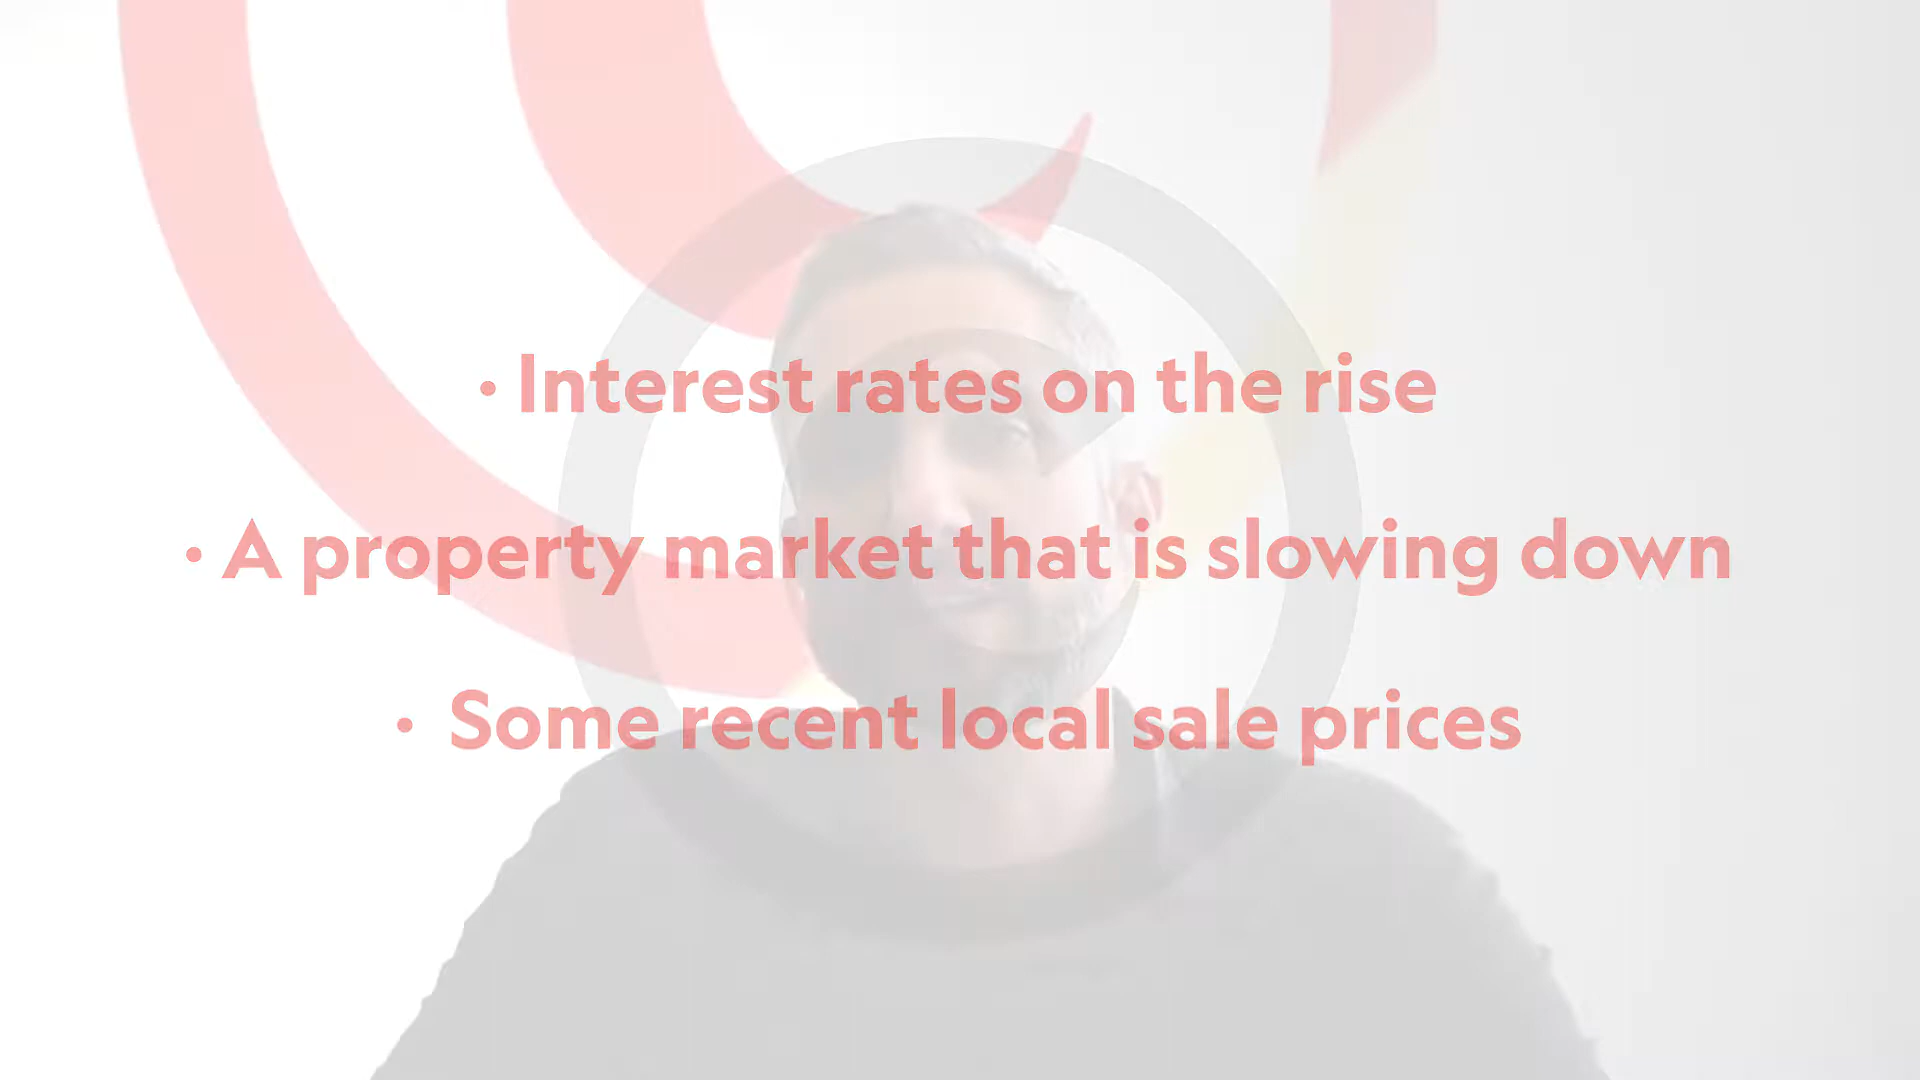 • Interest rates on the rise
• A property market that is slowing down
• Some recent local sale prices